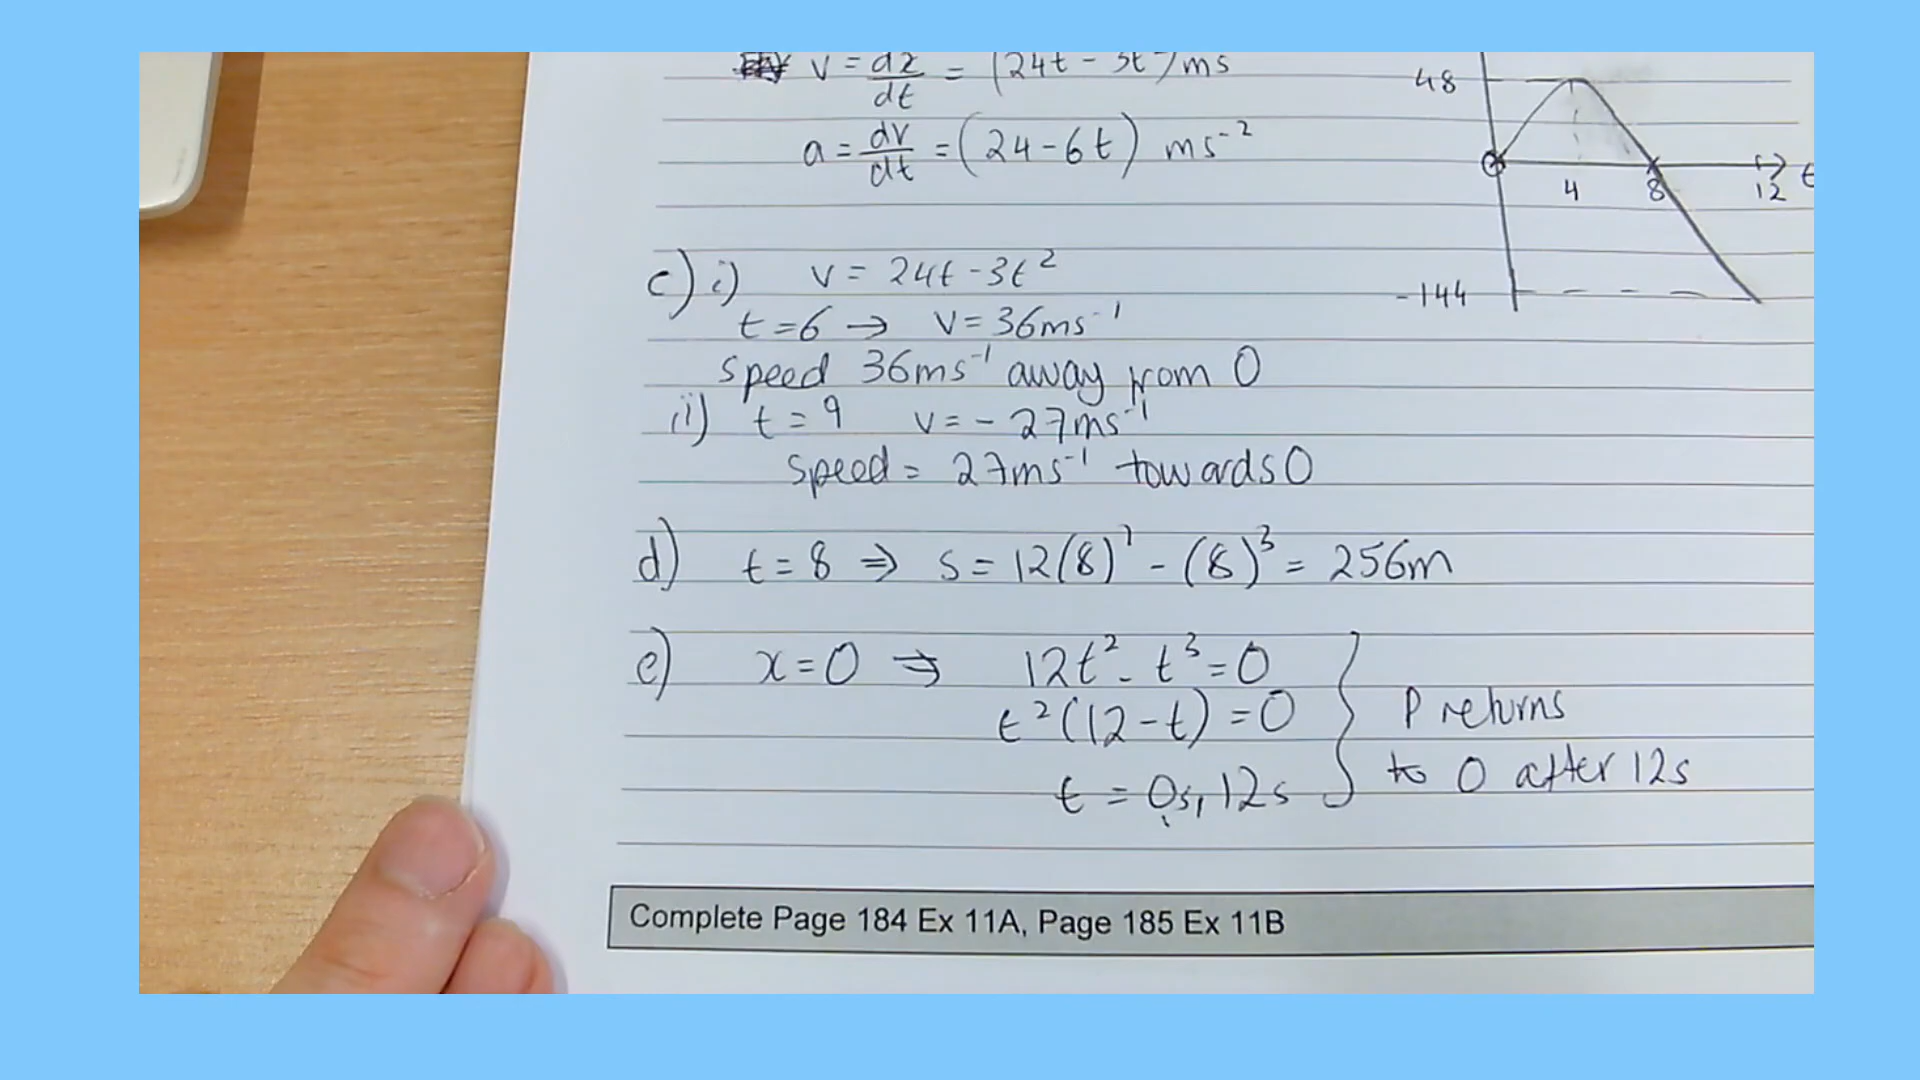 v = dx/dt = (24t - 3t²) ms
a = dv/dt = (24 - 6t) ms⁻²
48
4 8 12 t
-144
c) i) v = 24t - 3t²
t = 6 → v = 36ms⁻¹
speed 36ms⁻¹ away from O
ii) t = 9 v = - 27ms⁻¹
speed = 27ms⁻¹ towards O
d) t = 8 ⇒ s = 12(8)² - (8)³ = 256m
e) x = 0 ⇒ 12t² - t³ = 0
t²(12 - t) = 0
t = 0s, 12s
P returns
to O after 12s
Complete Page 184 Ex 11A, Page 185 Ex 11B